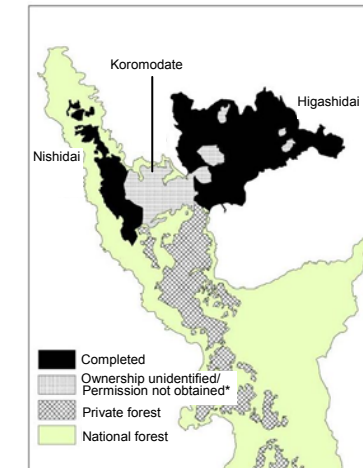 Koromodate
Higashidai
Nishidai
Completed
Ownership unidentified/
Permission not obtained*
Private forest
National forest